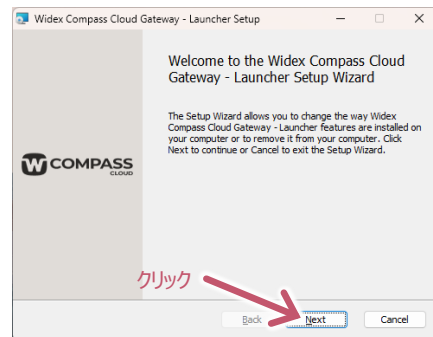 Widex Compass Cloud Gateway - Launcher Setup
Welcome to the Widex Compass Cloud
Gateway - Launcher Setup Wizard
The Setup Wizard allows you to change the way Widex
Compass Cloud Gateway - Launcher features are installed on
your computer or to remove it from your computer. Click
Next to continue or Cancel to exit the Setup Wizard.
W COMPASS
CLOUD
クリック
Back
Next
Cancel